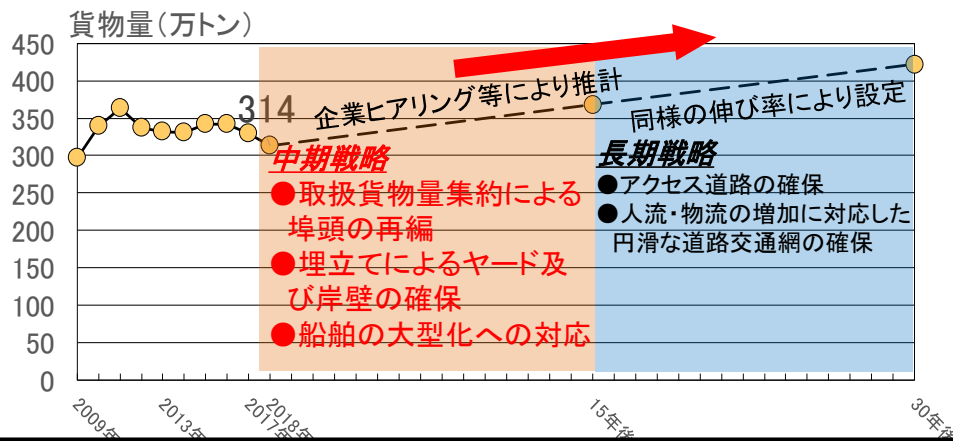 貨物量(万トン)
450
400
350
300
250
200
150
100
50
0
314
企業ヒアリング等により推計
同様の伸び率により設定
中期戦略
●取扱貨物量集約による
埠頭の再編
●埋立てによるヤード及
び岸壁の確保
●船舶の大型化への対応
長期戦略
●アクセス道路の確保
●人流・物流の増加に対応した
円滑な道路交通網の確保
2009年
2013年
2017年
2018年
15年後
30年後